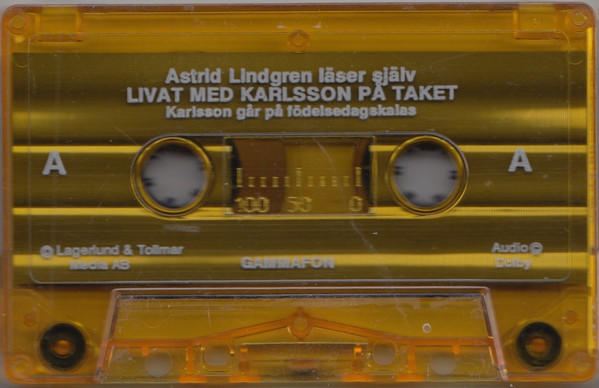 Astrid Lindgren läser själv
LIVAT MED KARLSSON PÅ TAKET
Karlsson går på födelsedagskalas
A
A
100 50 0
© Lagerlund & Tollmar
Media AB
GAMMAFON
Audio ©
Dolby